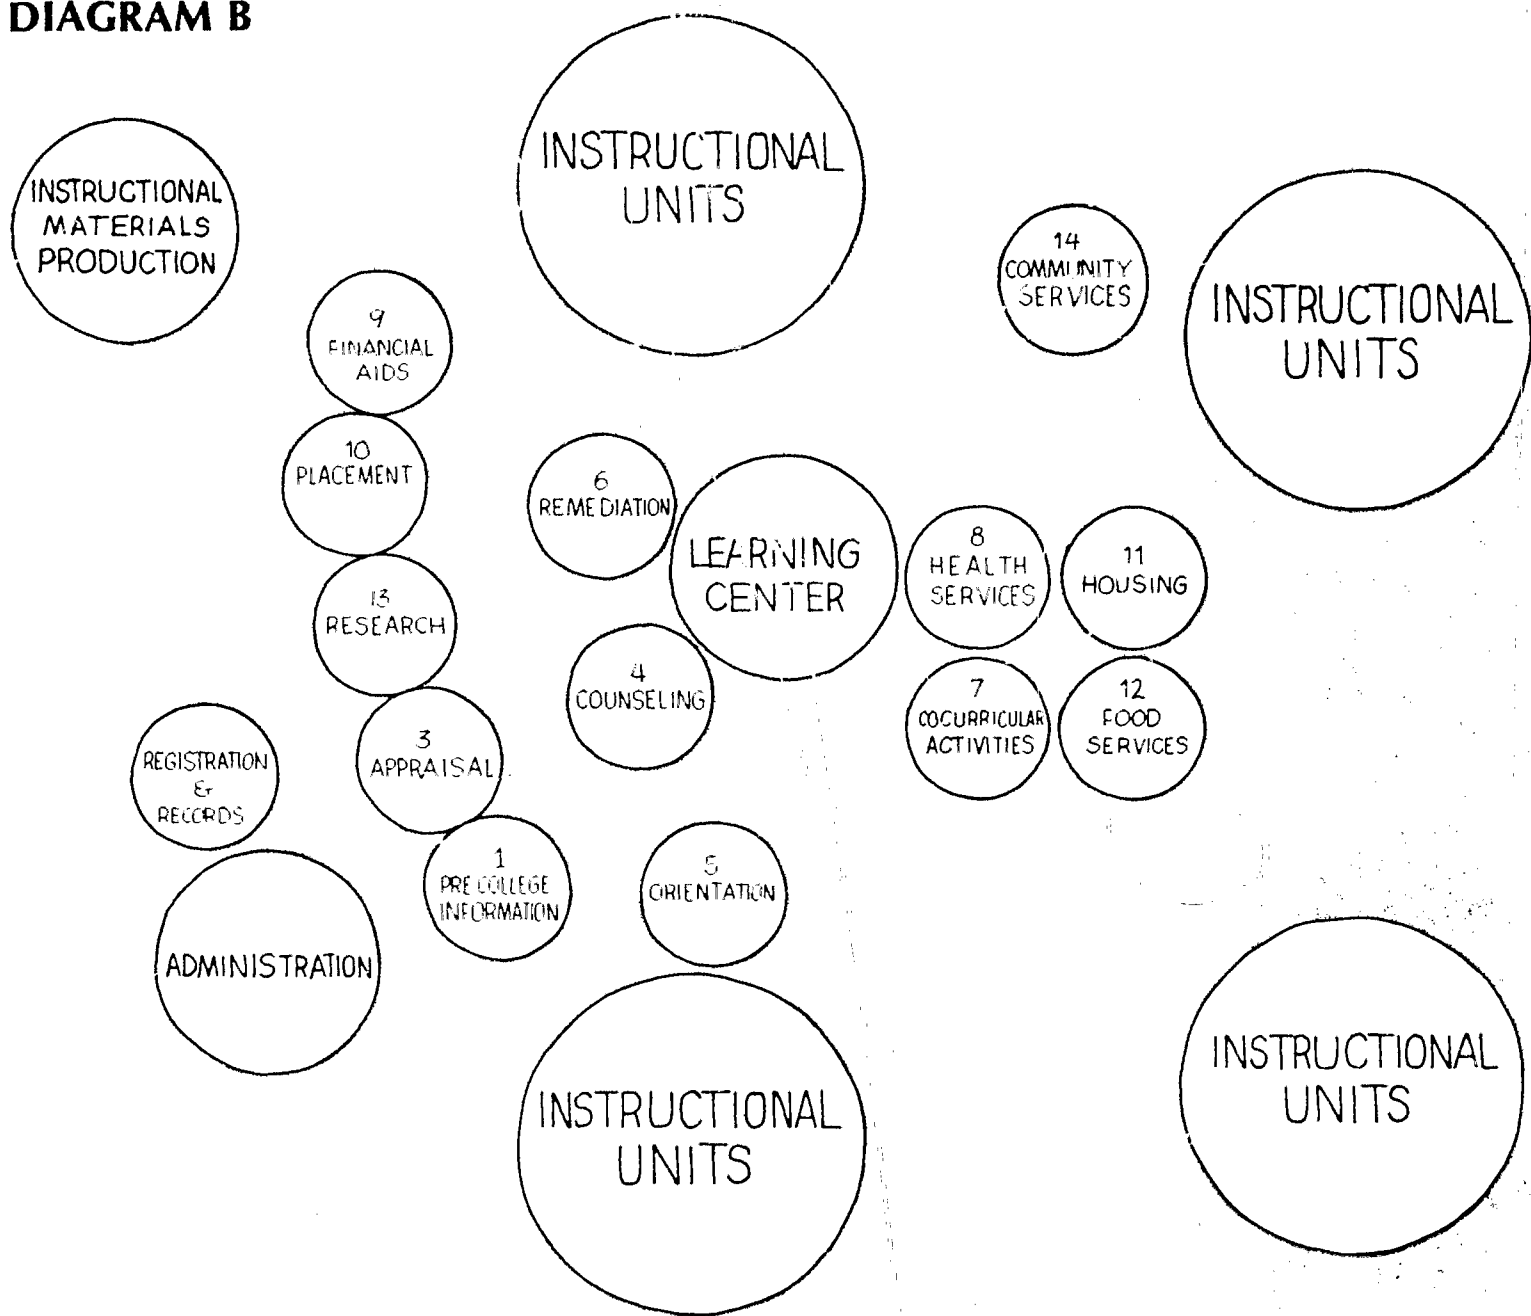 DIAGRAM B
INSTRUCTIONAL
UNITS
INSTRUCTIONAL
MATERIALS
PRODUCTION
14
COMMUNITY
SERVICES
INSTRUCTIONAL
UNITS
9
FINANCIAL
AIDS
10
PLACEMENT
6
REMEDIATION
LEARNING
CENTER
8
HEALTH
SERVICES
11
HOUSING
13
RESEARCH
4
COUNSELING
7
COCURRICULAR
ACTIVITIES
12
FOOD
SERVICES
REGISTRATION
&
RECORDS
3
APPRAISAL
1
PRE COLLEGE
INFORMATION
5
ORIENTATION
ADMINISTRATION
INSTRUCTIONAL
UNITS
INSTRUCTIONAL
UNITS